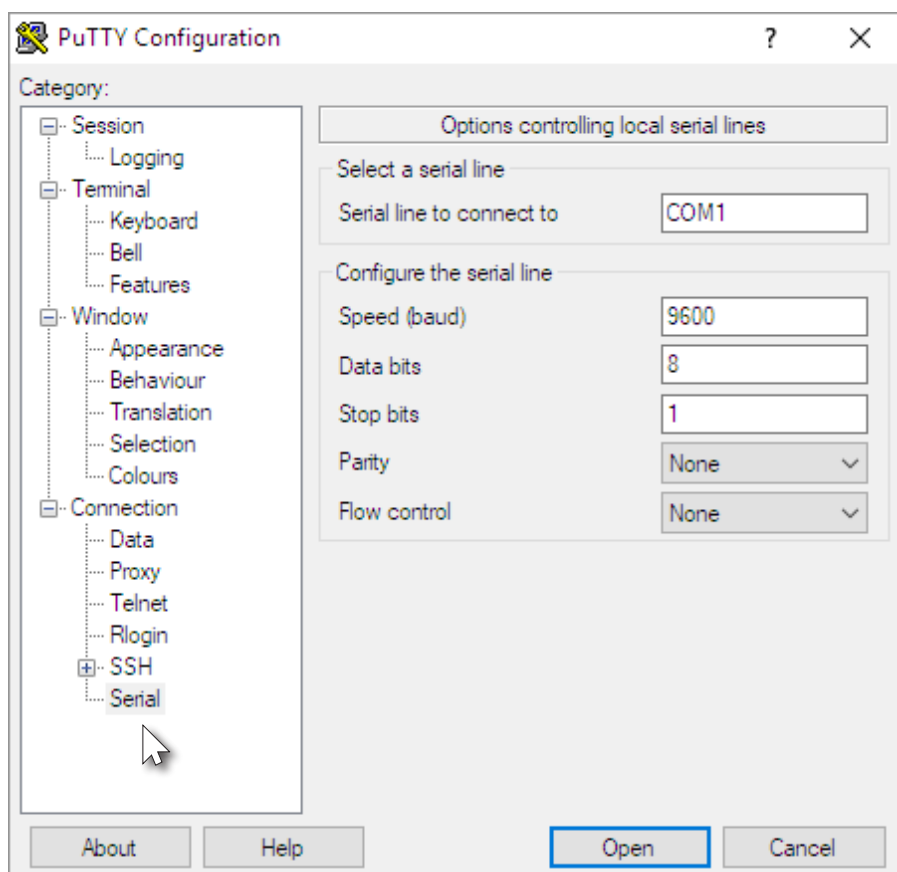 PuTTY Configuration ?
Category:
Session
Logging
Terminal
Keyboard
Bell
Features
Window
Appearance
Behaviour
Translation
Selection
Colours
Connection
Data
Proxy
Telnet
Rlogin
SSH
Serial
Options controlling local serial lines
Select a serial line
Serial line to connect to COM1
Configure the serial line
Speed (baud) 9600
Data bits 8
Stop bits 1
Parity None
Flow control None
About Help Open Cancel